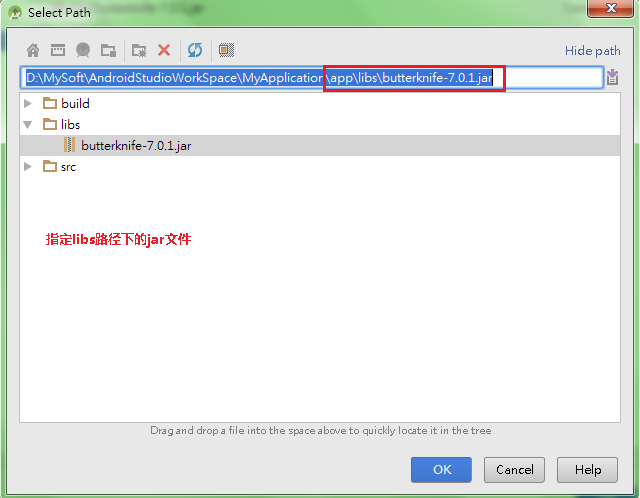 Select Path
Hide path
D:\MySoft\AndroidStudioWorkSpace\MyApplication\app\libs\butterknife-7.0.1.jar
build
libs
butterknife-7.0.1.jar
src
指定libs路径下的jar文件
Drag and drop a file into the space above to quickly locate it in the tree
OK
Cancel
Help